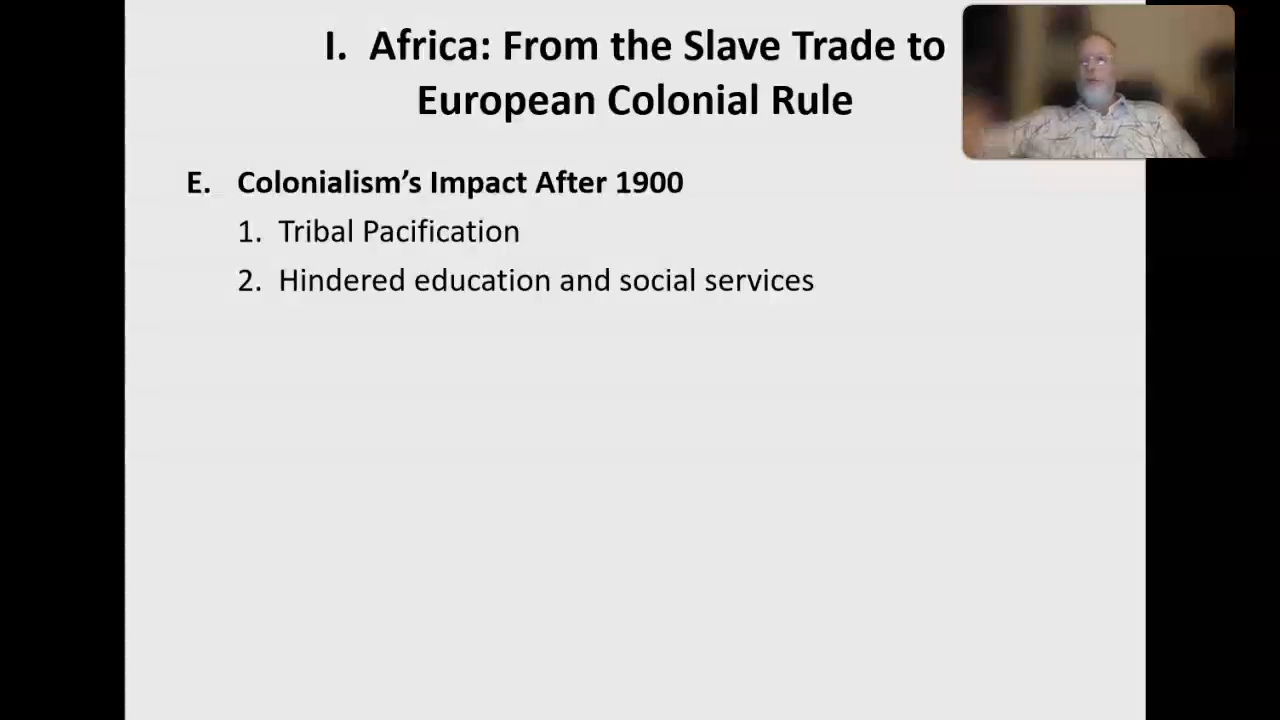 I. Africa: From the Slave Trade to
European Colonial Rule
E. Colonialism’s Impact After 1900
1. Tribal Pacification
2. Hindered education and social services